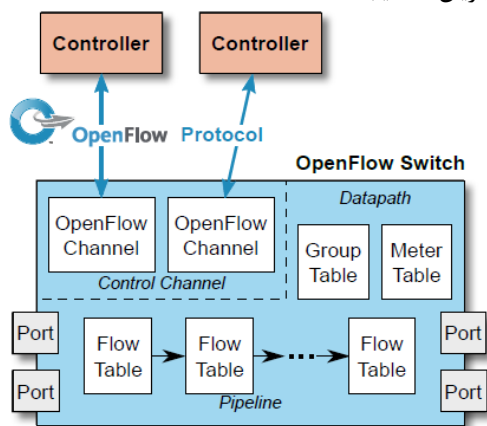 Controller
Controller
OpenFlow Protocol
OpenFlow Switch
OpenFlow
Channel
OpenFlow
Channel
Control Channel
Datapath
Group
Table
Meter
Table
Port
Port
Flow
Table
Flow
Table
Flow
Table
Pipeline
Port
Port